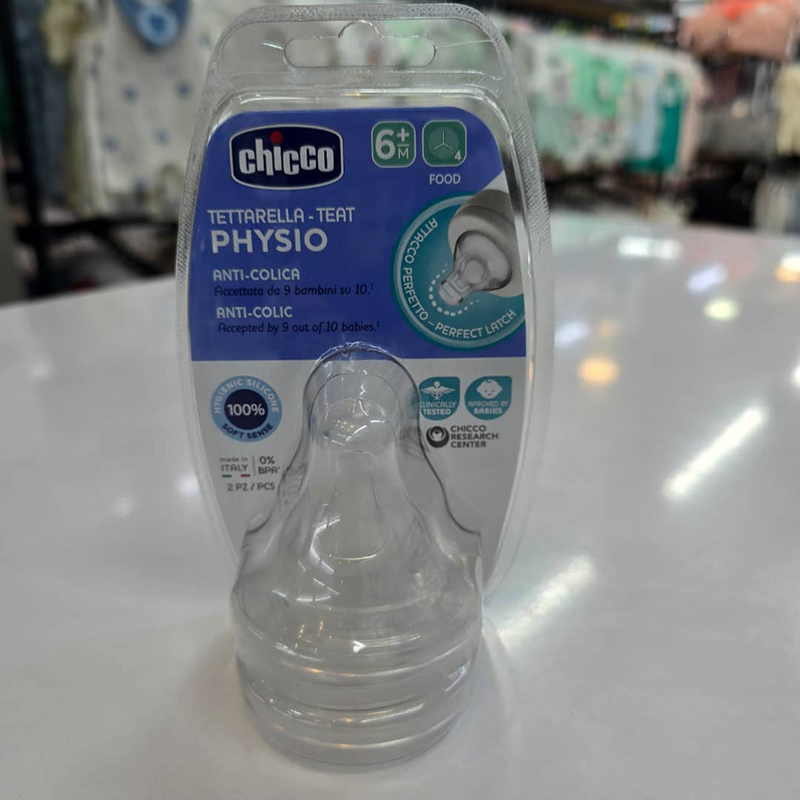 chicco
6+
M
4
FOOD
TETTARELLA - TEAT
PHYSIO
ANTI-COLICA
Accettata da 9 bambini su 10.¹
ANTI-COLIC
Accepted by 9 out of 10 babies.¹
ATTACCO PERFETTO - PERFECT LATCH
HYGIENIC SILICONE
100%
SOFT SENSE
CLINICALLY
TESTED
APPROVED BY
BABIES
CHICCO
RESEARCH
CENTER
made in
ITALY
0%
BPA*
2 PZ / PCS